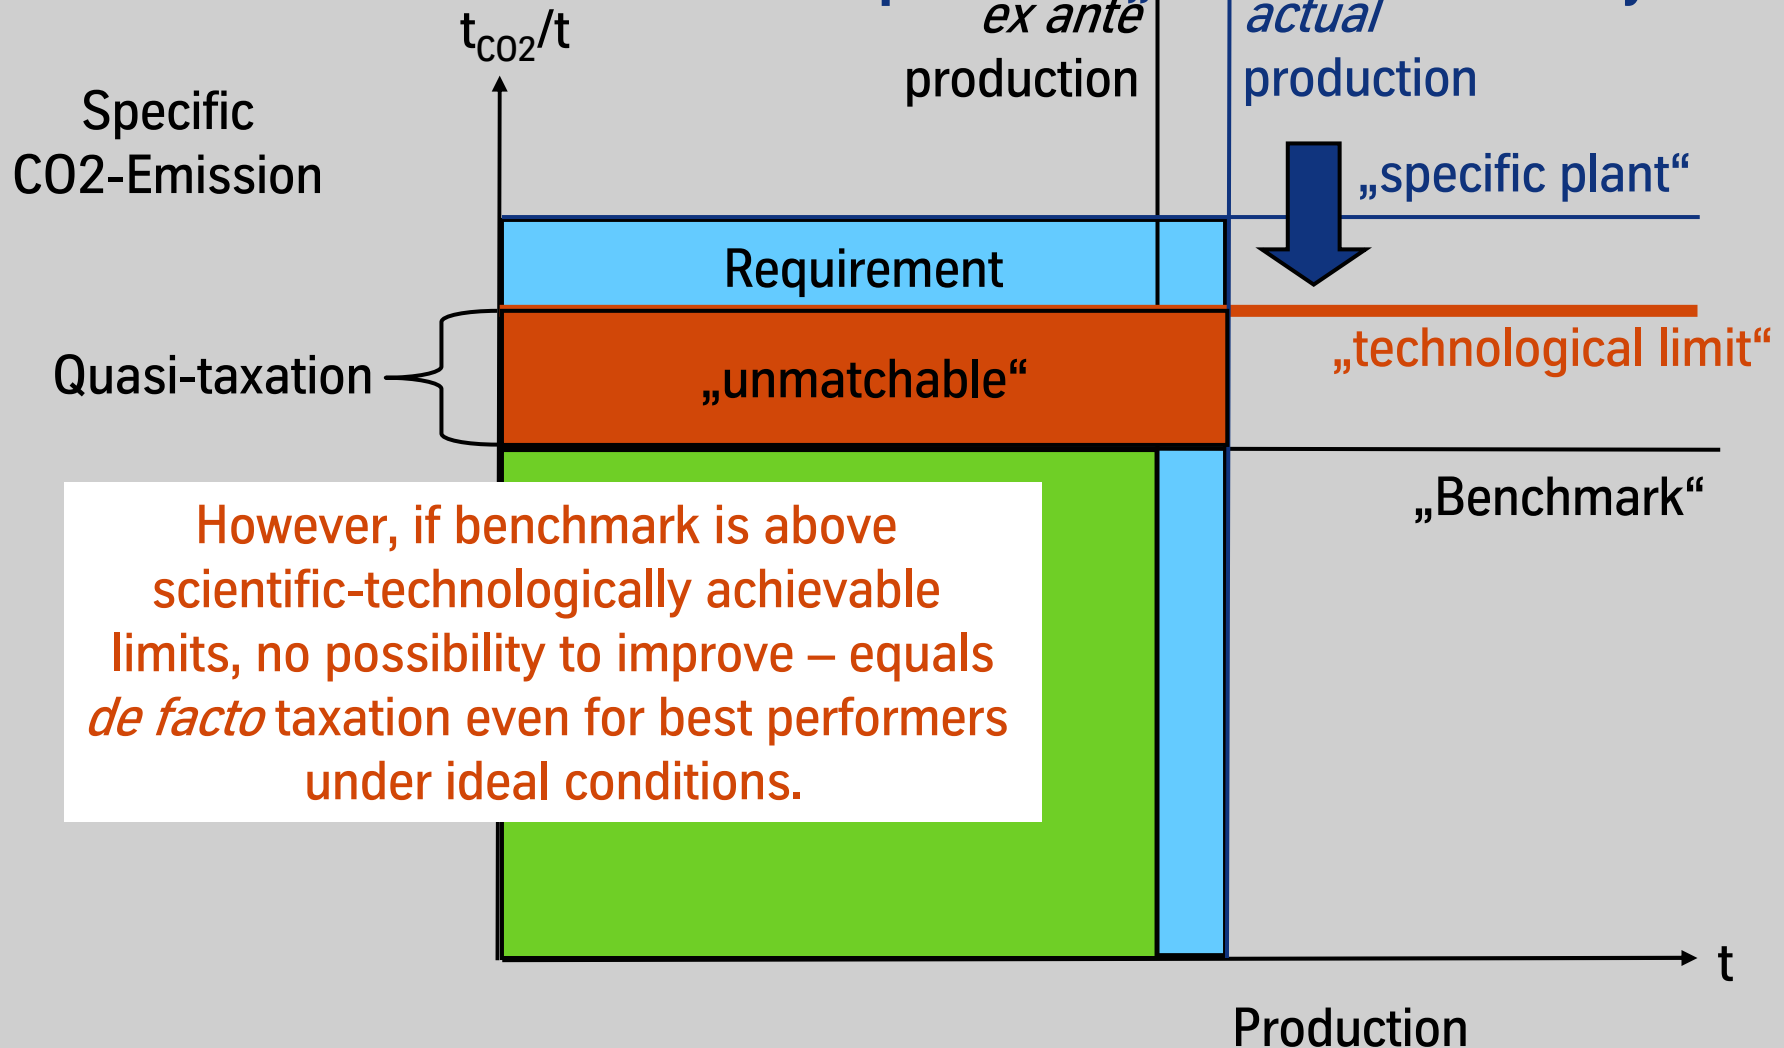 ex ante
production
actual
production
t_CO2/t
Specific
CO2-Emission
„specific plant“
Requirement
„technological limit“
Quasi-taxation
„unmatchable“
„Benchmark“
However, if benchmark is above
scientific-technologically achievable
limits, no possibility to improve – equals
de facto taxation even for best performers
under ideal conditions.
t
Production